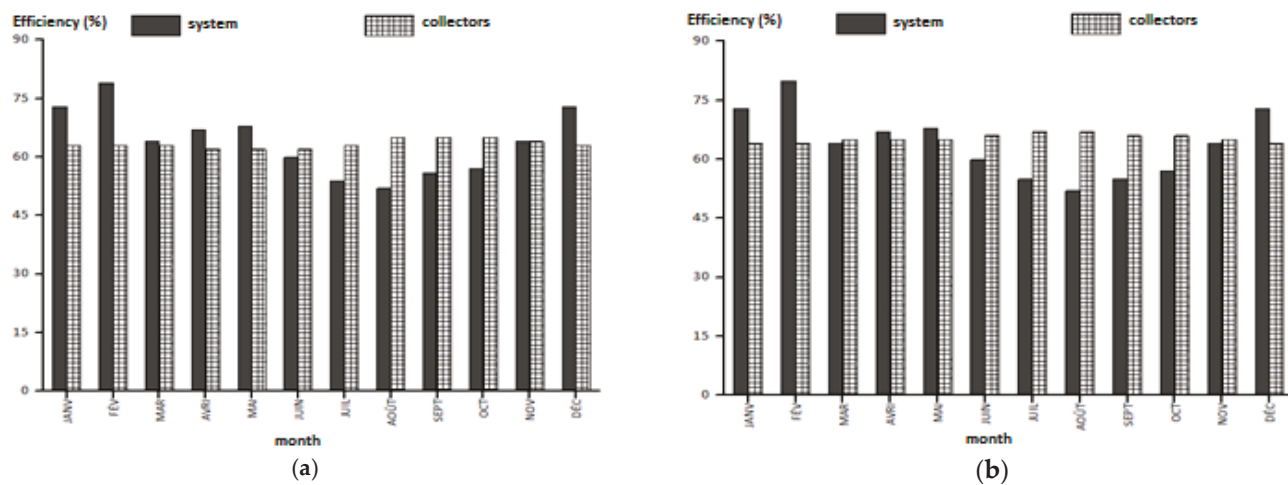 Efficiency (%) system collectors
90
75
60
45
30
15
0
JANV FÉV MAR AVRI MAI JUIN JUIL AOÛT SEPT OCT NOV DÉC
month
(a)
Efficiency (%) system collectors
90
75
60
45
30
15
0
JANV FÉV MAR AVRI MAI JUIN JUIL AOÛT SEPT OCT NOV DÉC
month
(b)